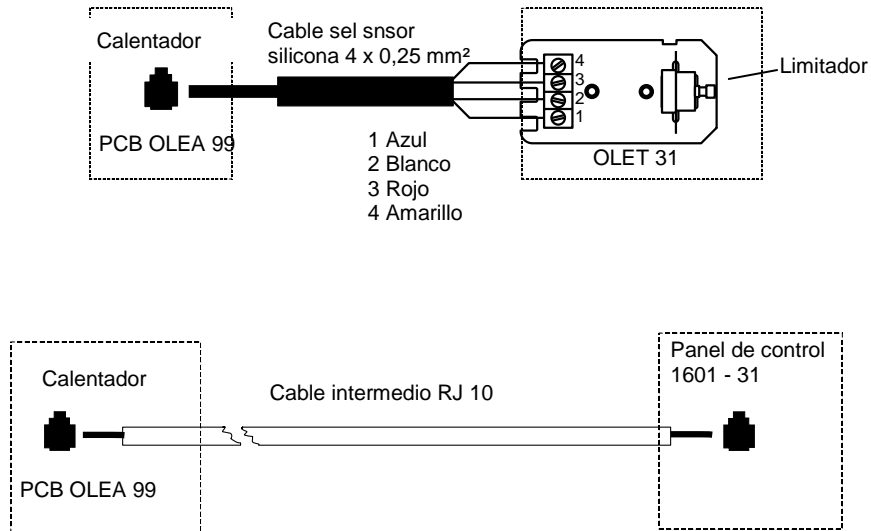 Calentador
Cable sel snsor
silicona 4 x 0,25 mm²
4
3
2
1
Limitador
PCB OLEA 99
OLET 31
1 Azul
2 Blanco
3 Rojo
4 Amarillo
Panel de control
1601 - 31
Calentador
Cable intermedio RJ 10
PCB OLEA 99